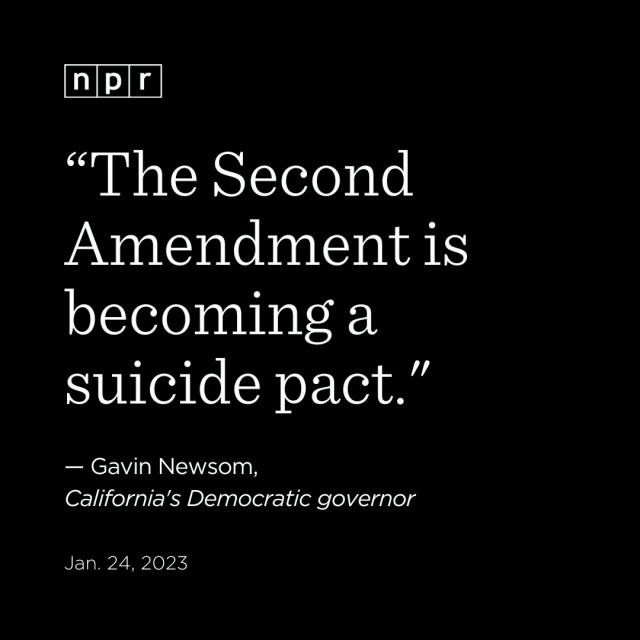 npr
“The Second
Amendment is
becoming a
suicide pact.″
— Gavin Newsom,
California's Democratic governor
Jan. 24, 2023